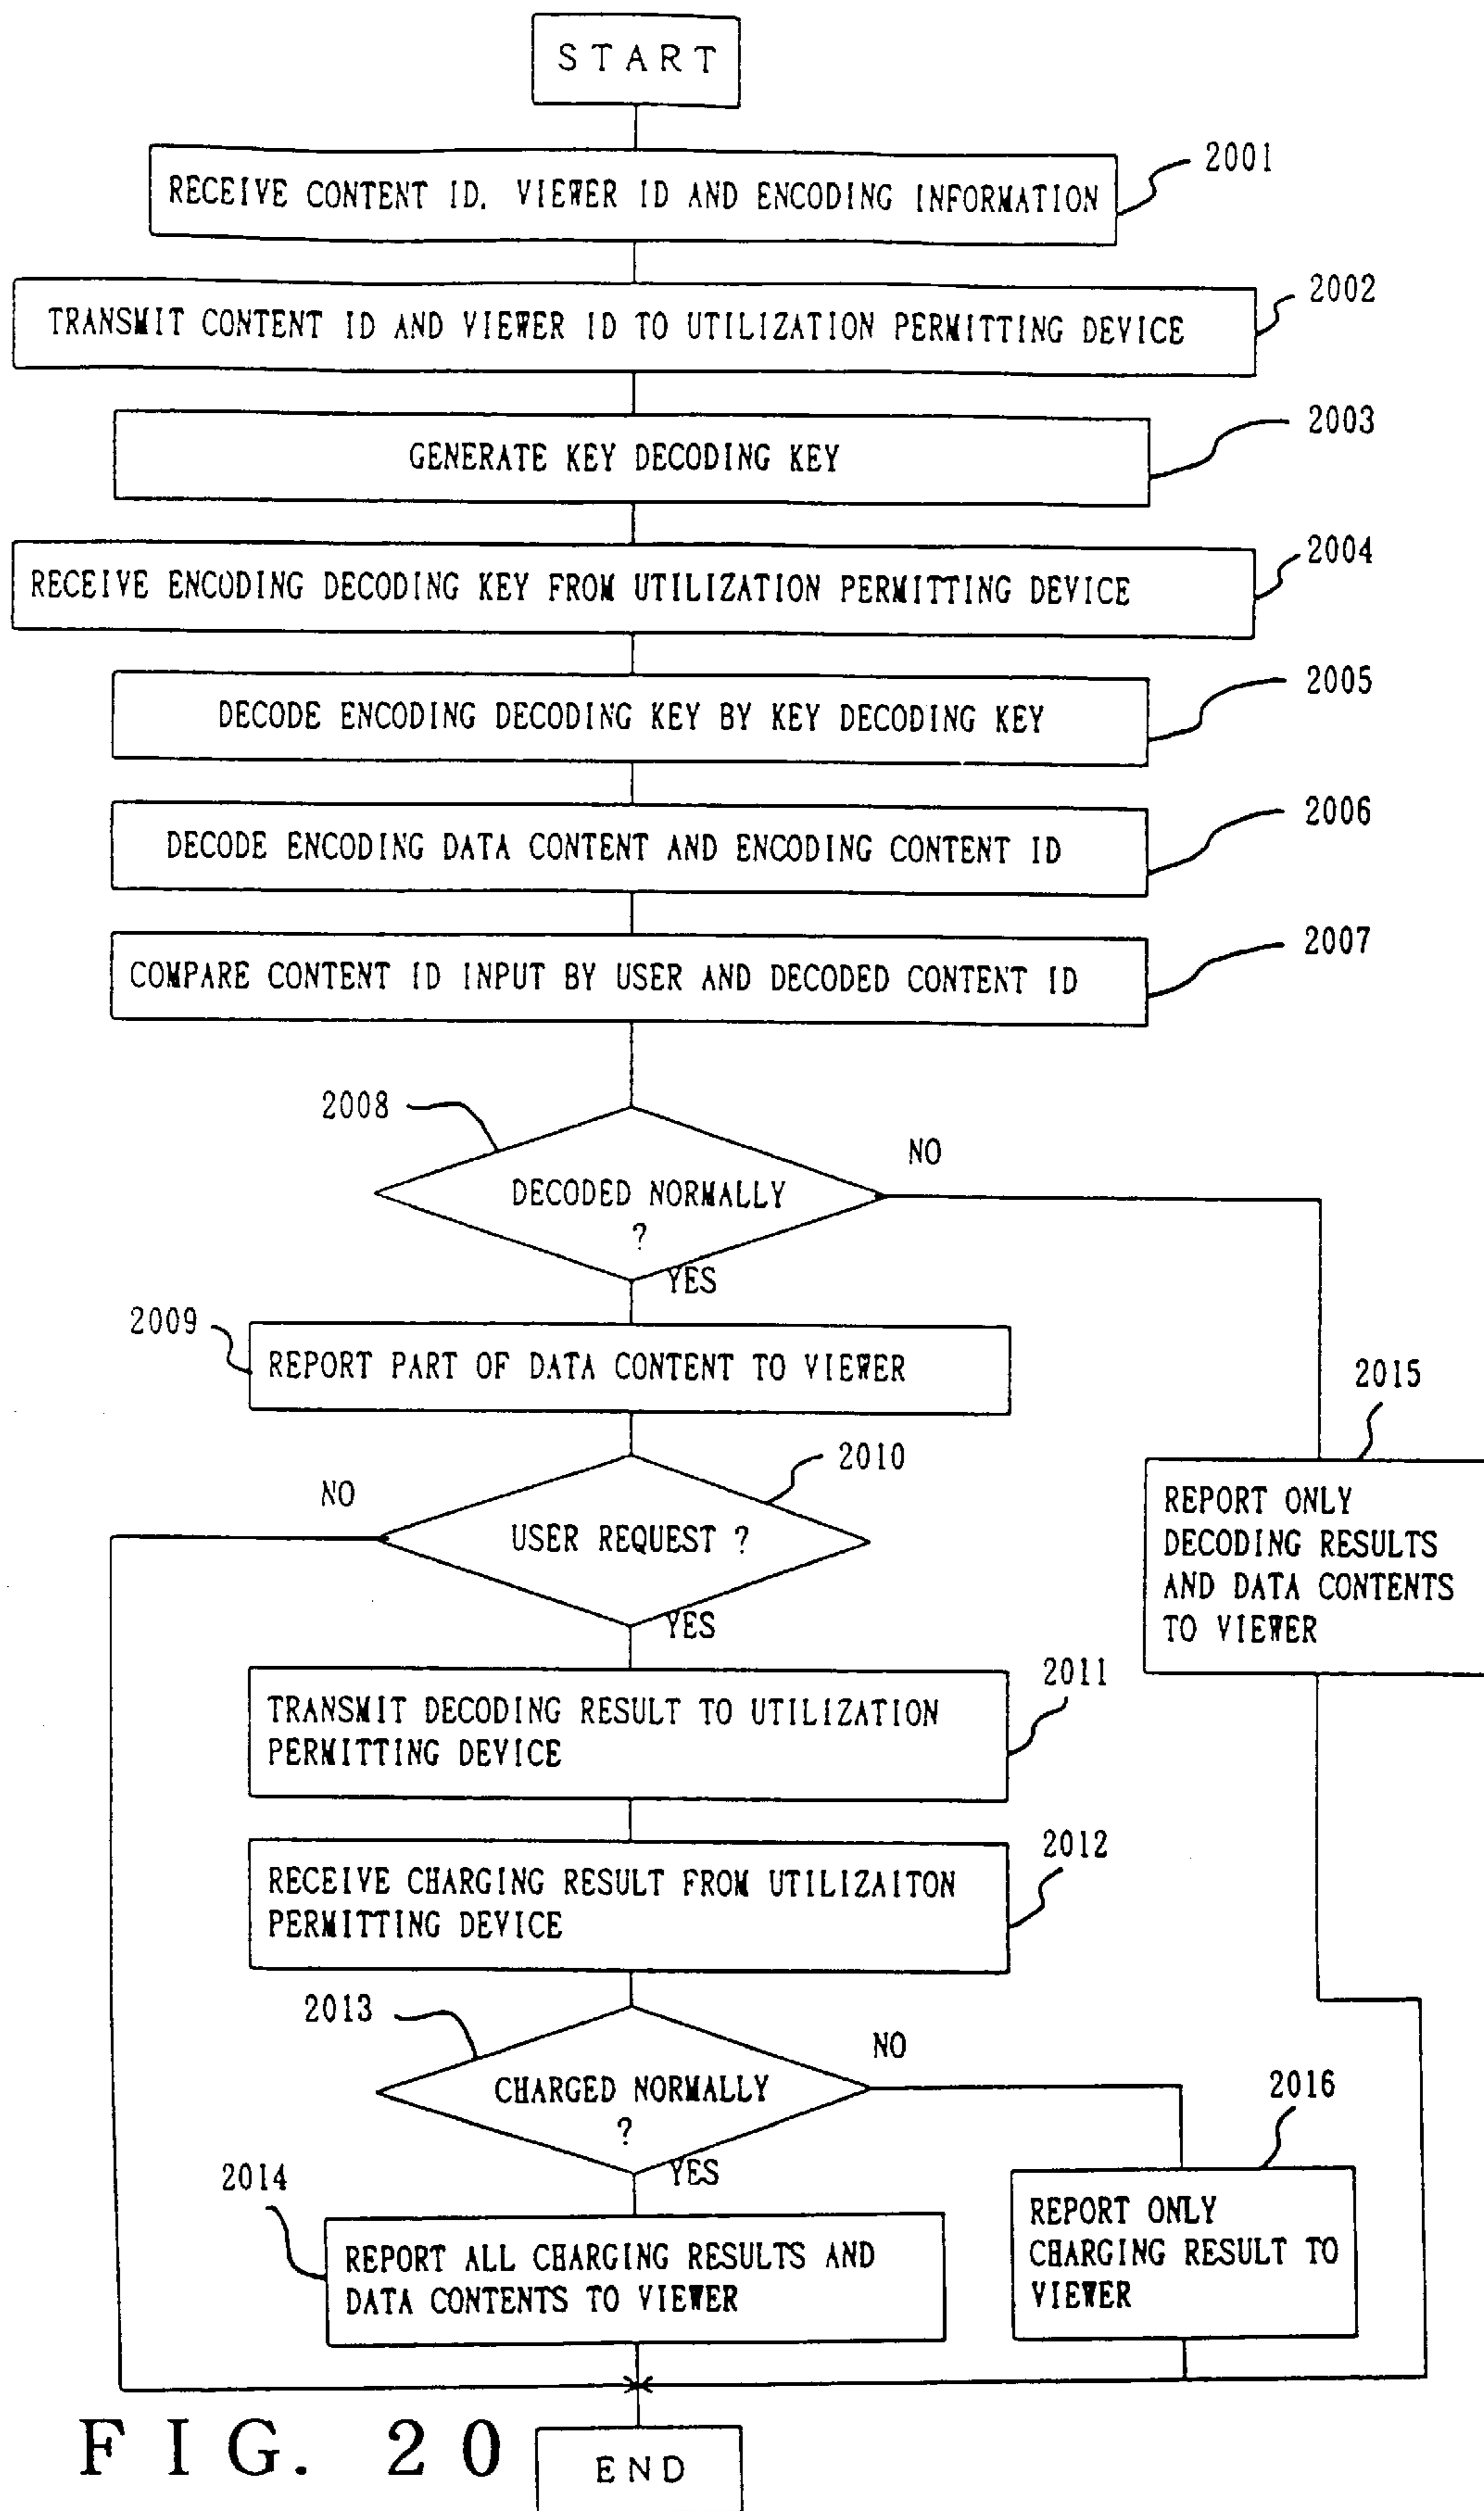 START
2001
RECEIVE CONTENT ID. VIEWER ID AND ENCODING INFORMATION
2002
TRANSMIT CONTENT ID AND VIEWER ID TO UTILIZATION PERMITTING DEVICE
2003
GENERATE KEY DECODING KEY
2004
RECEIVE ENCODING DECODING KEY FROM UTILIZATION PERMITTING DEVICE
2005
DECODE ENCODING DECODING KEY BY KEY DECODING KEY
2006
DECODE ENCODING DATA CONTENT AND ENCODING CONTENT ID
2007
COMPARE CONTENT ID INPUT BY USER AND DECODED CONTENT ID
2008
NO
DECODED NORMALLY
?
YES
2009
REPORT PART OF DATA CONTENT TO VIEWER
2015
REPORT ONLY
DECODING RESULTS
AND DATA CONTENTS
TO VIEWER
2010
NO
USER REQUEST ?
YES
2011
TRANSMIT DECODING RESULT TO UTILIZATION
PERMITTING DEVICE
2012
RECEIVE CHARGING RESULT FROM UTILIZAITON
PERMITTING DEVICE
2013
NO
CHARGED NORMALLY
?
YES
2016
REPORT ONLY
CHARGING RESULT TO
VIEWER
2014
REPORT ALL CHARGING RESULTS AND
DATA CONTENTS TO VIEWER
FIG. 20
END